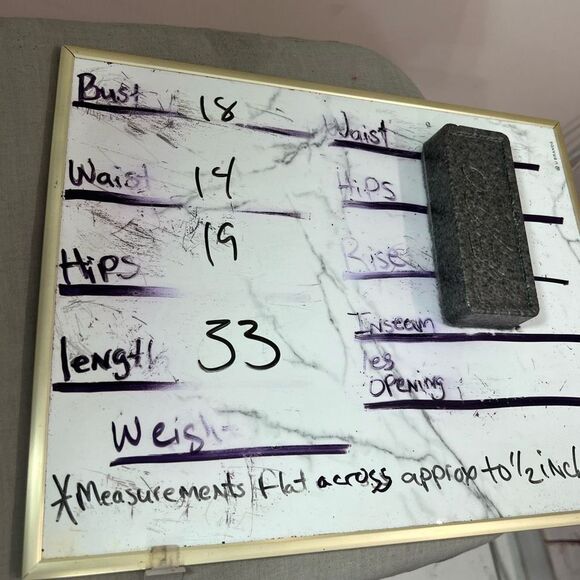 Bust 18
Waist 14
Hips 19
length 33
Weigh
Waist
Hips
Rise
Inseam
leg
Opening
*Measurements flat across approx to 1/2 inch
U BRANDS